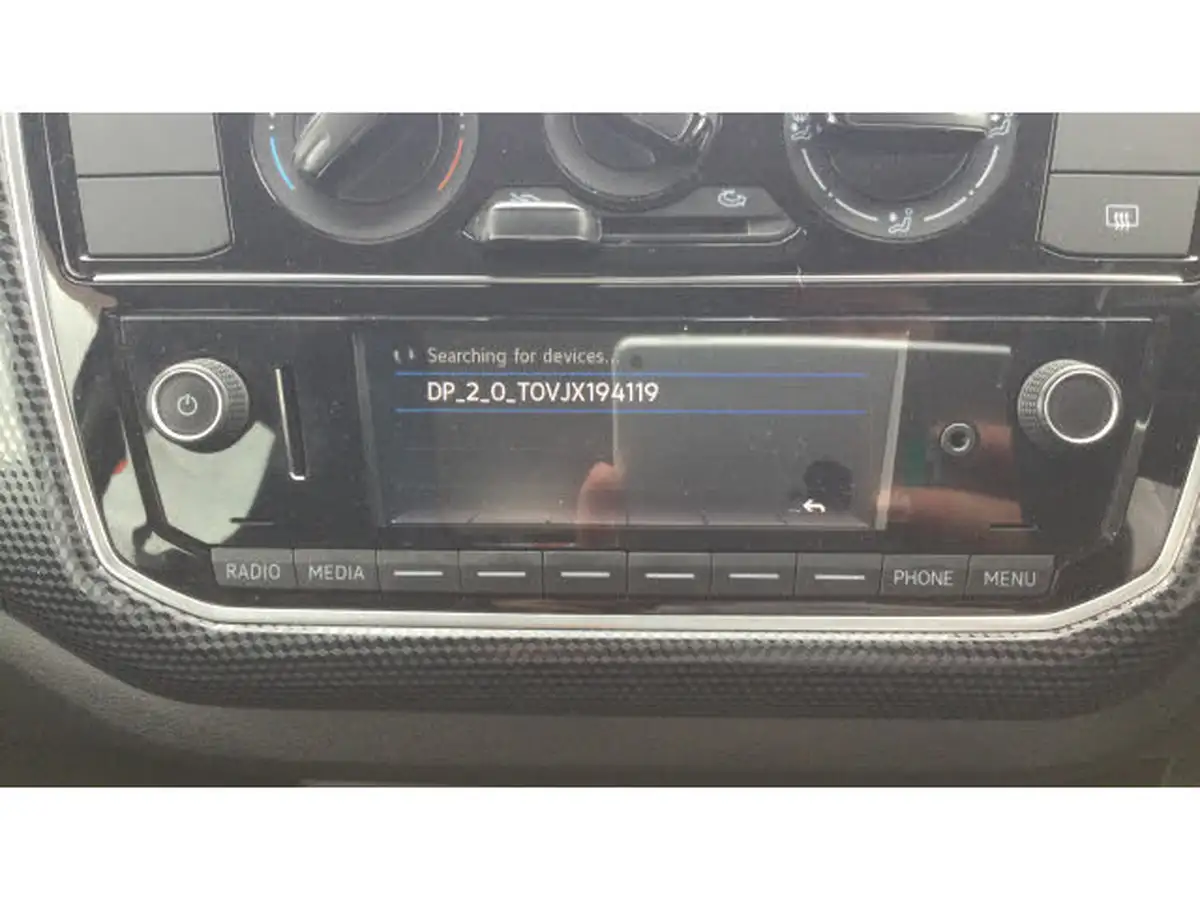 Searching for devices...
DP_2_0_TOVJX194119
RADIO MEDIA PHONE MENU